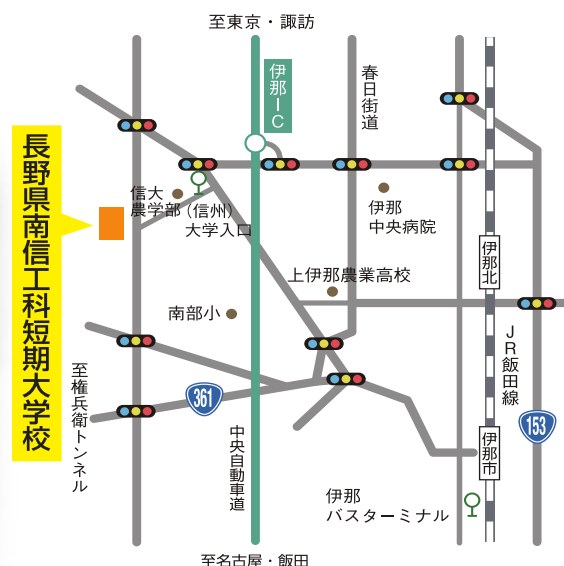 至東京・諏訪
伊那IC
春日街道
長野県南信工科短期大学校
信大
農学部
(信州)
大学入口
伊那
中央病院
伊那北
上伊那農業高校
南部小
JR飯田線
至権兵衛トンネル
361
153
中央自動車道
伊那市
伊那
バスターミナル
至名古屋・飯田